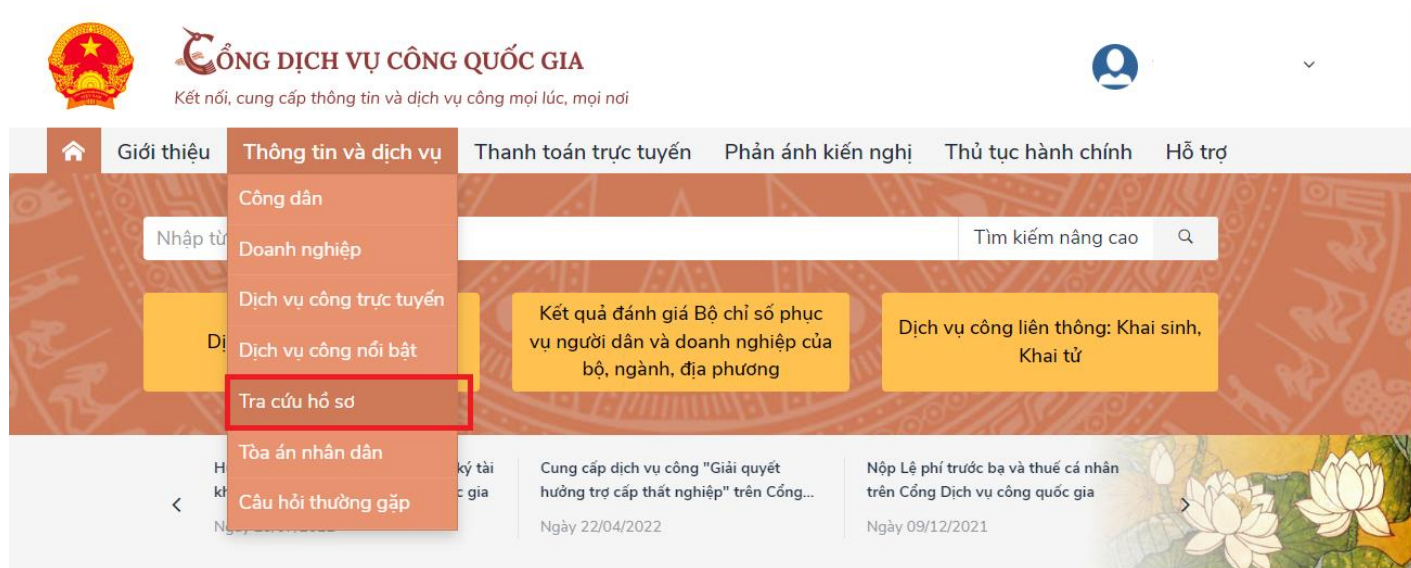 CỔNG DỊCH VỤ CÔNG QUỐC GIA
Kết nối, cung cấp thông tin và dịch vụ công mọi lúc, mọi nơi
Giới thiệu Thông tin và dịch vụ Thanh toán trực tuyến Phản ánh kiến nghị Thủ tục hành chính Hỗ trợ
Công dân
Doanh nghiệp
Dịch vụ công trực tuyến
Dịch vụ công nổi bật
Tra cứu hồ sơ
Tòa án nhân dân
Câu hỏi thường gặp
Nhập từ
Tìm kiếm nâng cao
Kết quả đánh giá Bộ chỉ số phục
vụ người dân và doanh nghiệp của
bộ, ngành, địa phương
Dịch vụ công liên thông: Khai sinh,
Khai tử
ký tài
gia
Cung cấp dịch vụ công "Giải quyết
hưởng trợ cấp thất nghiệp" trên Cổng...
Ngày 22/04/2022
Nộp Lệ phí trước bạ và thuế cá nhân
trên Cổng Dịch vụ công quốc gia
Ngày 09/12/2021